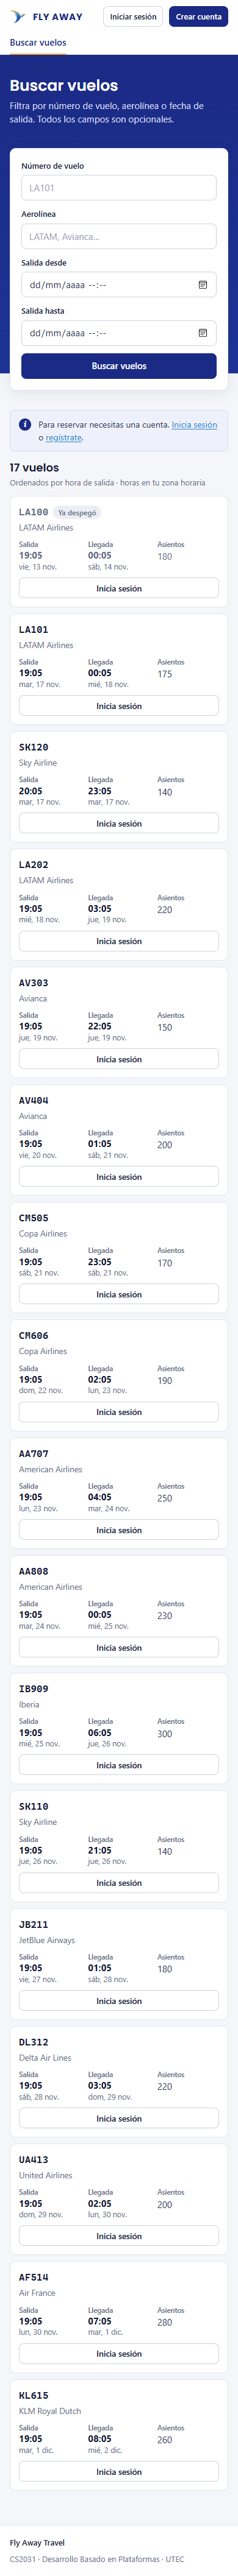 FLY AWAY
Iniciar sesión
Crear cuenta
Buscar vuelos
Buscar vuelos
Filtra por número de vuelo, aerolínea o fecha de
salida. Todos los campos son opcionales.
Número de vuelo
LA101
Aerolínea
LATAM, Avianca...
Salida desde
dd/mm/aaaa --:--
Salida hasta
dd/mm/aaaa --:--
Buscar vuelos
Para reservar necesitas una cuenta. Inicia sesión
o regístrate.
17 vuelos
Ordenados por hora de salida · horas en tu zona horaria
LA100 Ya despegó
LATAM Airlines
Salida Llegada Asientos
19:05 00:05 180
vie, 13 nov. sáb, 14 nov.
Inicia sesión
LA101
LATAM Airlines
Salida Llegada Asientos
19:05 00:05 175
mar, 17 nov. mié, 18 nov.
Inicia sesión
SK120
Sky Airline
Salida Llegada Asientos
20:05 23:05 140
mar, 17 nov. mar, 17 nov.
Inicia sesión
LA202
LATAM Airlines
Salida Llegada Asientos
19:05 03:05 220
mié, 18 nov. jue, 19 nov.
Inicia sesión
AV303
Avianca
Salida Llegada Asientos
19:05 22:05 150
jue, 19 nov. jue, 19 nov.
Inicia sesión
AV404
Avianca
Salida Llegada Asientos
19:05 01:05 200
vie, 20 nov. sáb, 21 nov.
Inicia sesión
CM505
Copa Airlines
Salida Llegada Asientos
19:05 23:05 170
sáb, 21 nov. sáb, 21 nov.
Inicia sesión
CM606
Copa Airlines
Salida Llegada Asientos
19:05 02:05 190
dom, 22 nov. lun, 23 nov.
Inicia sesión
AA707
American Airlines
Salida Llegada Asientos
19:05 04:05 250
lun, 23 nov. mar, 24 nov.
Inicia sesión
AA808
American Airlines
Salida Llegada Asientos
19:05 00:05 230
mar, 24 nov. mié, 25 nov.
Inicia sesión
IB909
Iberia
Salida Llegada Asientos
19:05 06:05 300
mié, 25 nov. jue, 26 nov.
Inicia sesión
SK110
Sky Airline
Salida Llegada Asientos
19:05 21:05 140
jue, 26 nov. jue, 26 nov.
Inicia sesión
JB211
JetBlue Airways
Salida Llegada Asientos
19:05 01:05 180
vie, 27 nov. sáb, 28 nov.
Inicia sesión
DL312
Delta Air Lines
Salida Llegada Asientos
19:05 03:05 220
sáb, 28 nov. dom, 29 nov.
Inicia sesión
UA413
United Airlines
Salida Llegada Asientos
19:05 02:05 200
dom, 29 nov. lun, 30 nov.
Inicia sesión
AF514
Air France
Salida Llegada Asientos
19:05 07:05 280
lun, 30 nov. mar, 1 dic.
Inicia sesión
KL615
KLM Royal Dutch
Salida Llegada Asientos
19:05 08:05 260
mar, 1 dic. mié, 2 dic.
Inicia sesión
Fly Away Travel
CS2031 · Desarrollo Basado en Plataformas · UTEC